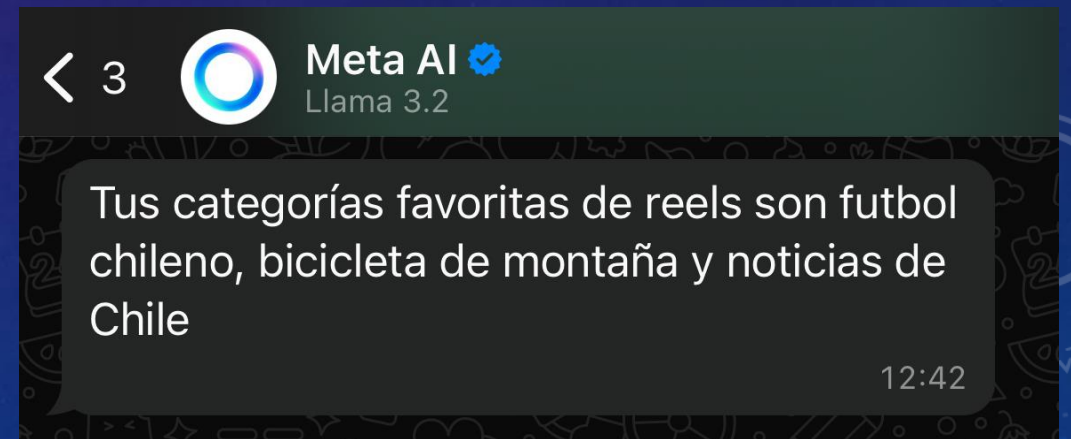 3
Meta AI
Llama 3.2
Tus categorías favoritas de reels son futbol
chileno, bicicleta de montaña y noticias de
Chile
12:42